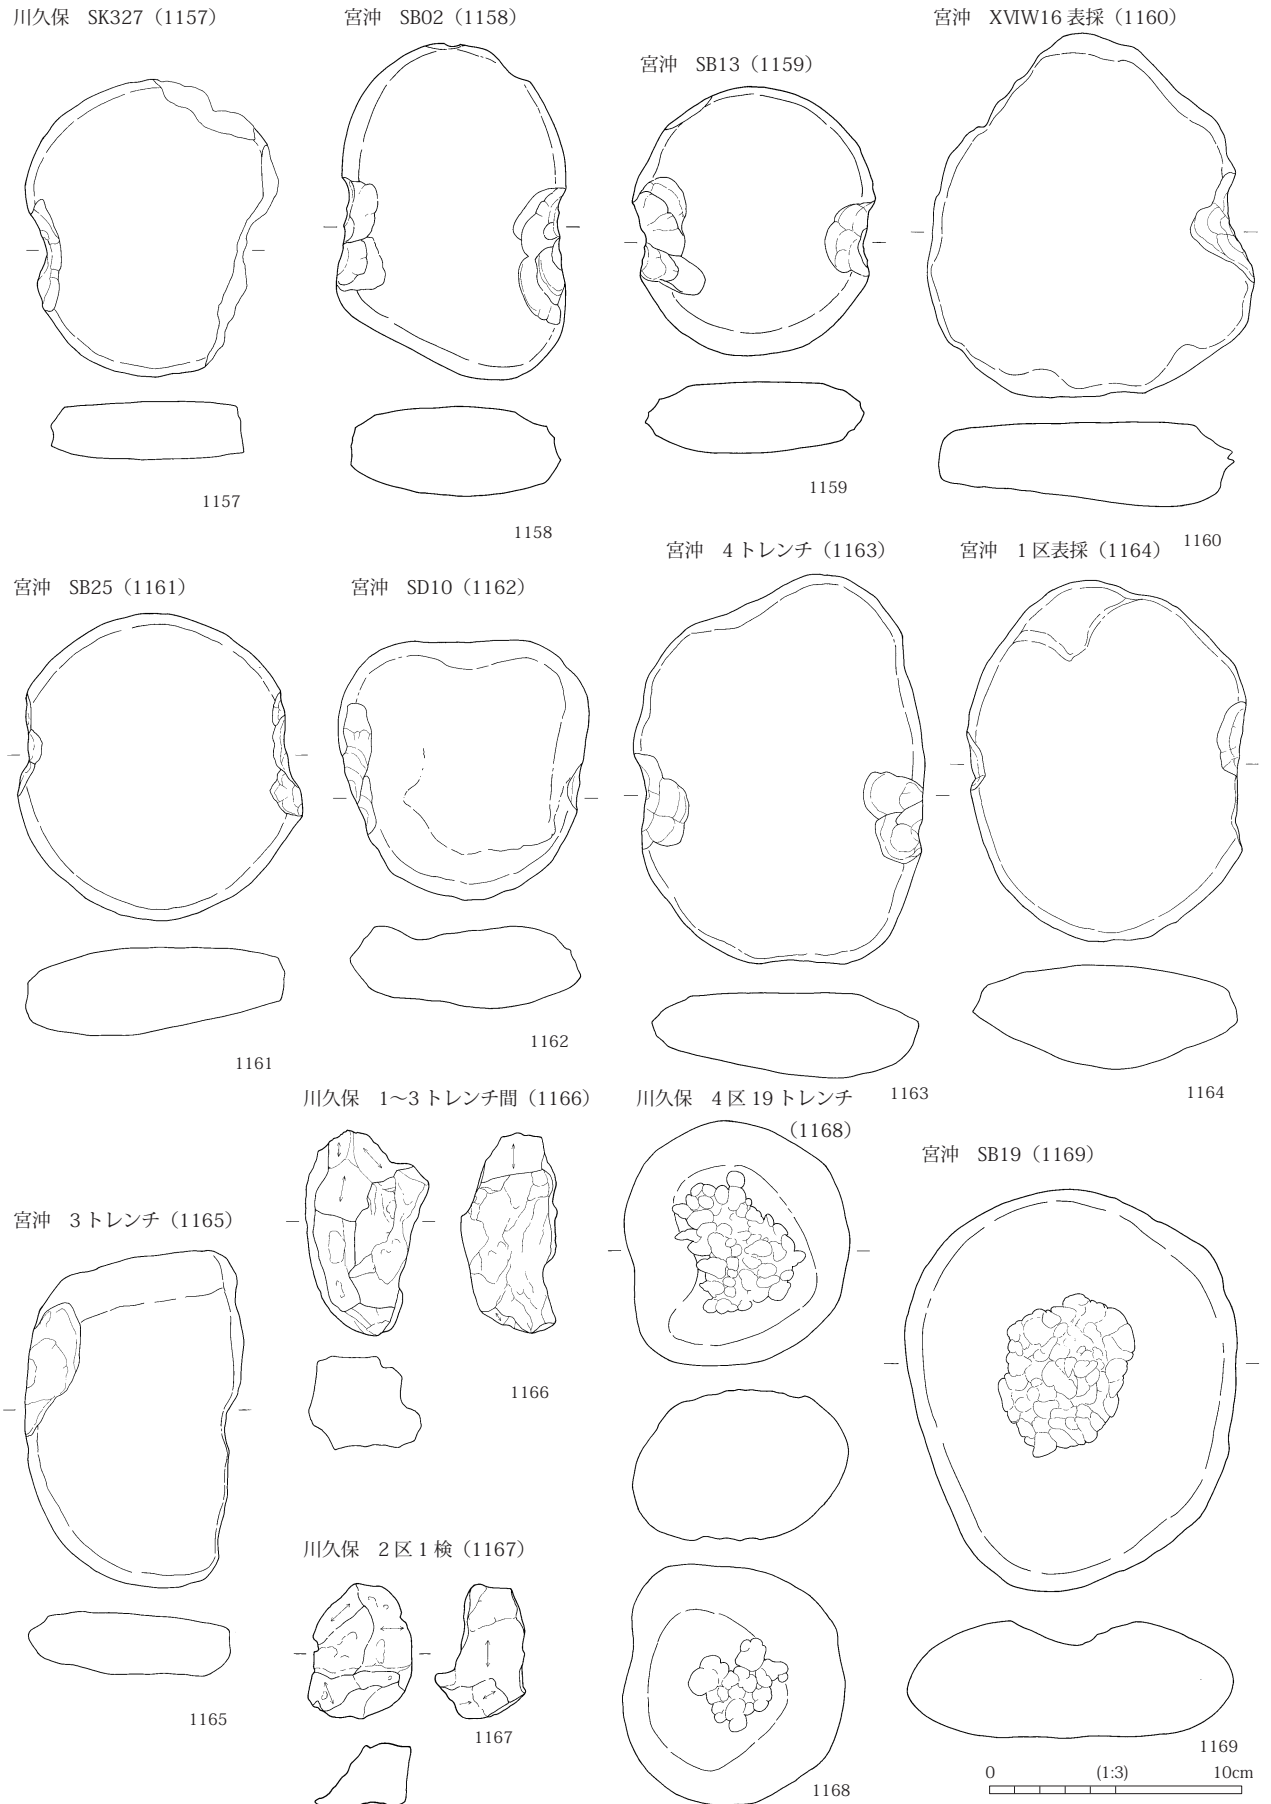 川久保　SK327（1157）
宮沖　SB02（1158）
宮沖　SB13（1159）
宮沖　XⅥW16 表採（1160）
1157
1158
1159
1160
宮沖　SB25（1161）
宮沖　SD10（1162）
宮沖　4 トレンチ（1163）
宮沖　1 区表採（1164）
1161
1162
1163
1164
宮沖　3 トレンチ（1165）
川久保　1〜3 トレンチ間（1166）
川久保　4 区 19 トレンチ
（1168）
宮沖　SB19（1169）
1166
川久保　2 区 1 検（1167）
1165
1167
1168
1169
0　(1:3)　10cm